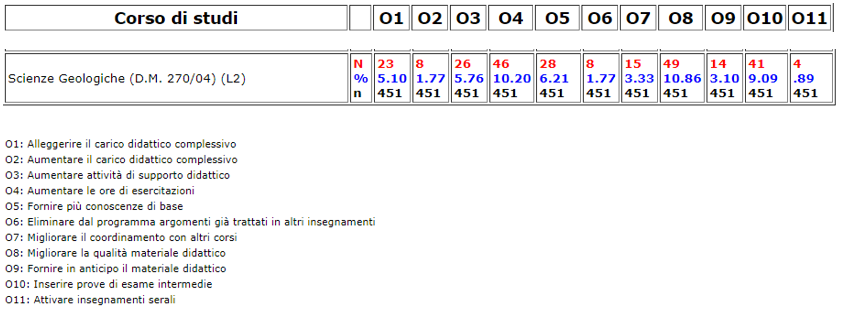 Corso di studi O1 O2 O3 O4 O5 O6 O7 O8 O9 O10 O11
N 23 8 26 46 28 8 15 49 14 41 4
Scienze Geologiche (D.M. 270/04) (L2) % 5.10 1.77 5.76 10.20 6.21 1.77 3.33 10.86 3.10 9.09 .89
n 451 451 451 451 451 451 451 451 451 451 451
O1: Alleggerire il carico didattico complessivo
O2: Aumentare il carico didattico complessivo
O3: Aumentare attività di supporto didattico
O4: Aumentare le ore di esercitazioni
O5: Fornire più conoscenze di base
O6: Eliminare dal programma argomenti già trattati in altri insegnamenti
O7: Migliorare il coordinamento con altri corsi
O8: Migliorare la qualità materiale didattico
O9: Fornire in anticipo il materiale didattico
O10: Inserire prove di esame intermedie
O11: Attivare insegnamenti serali